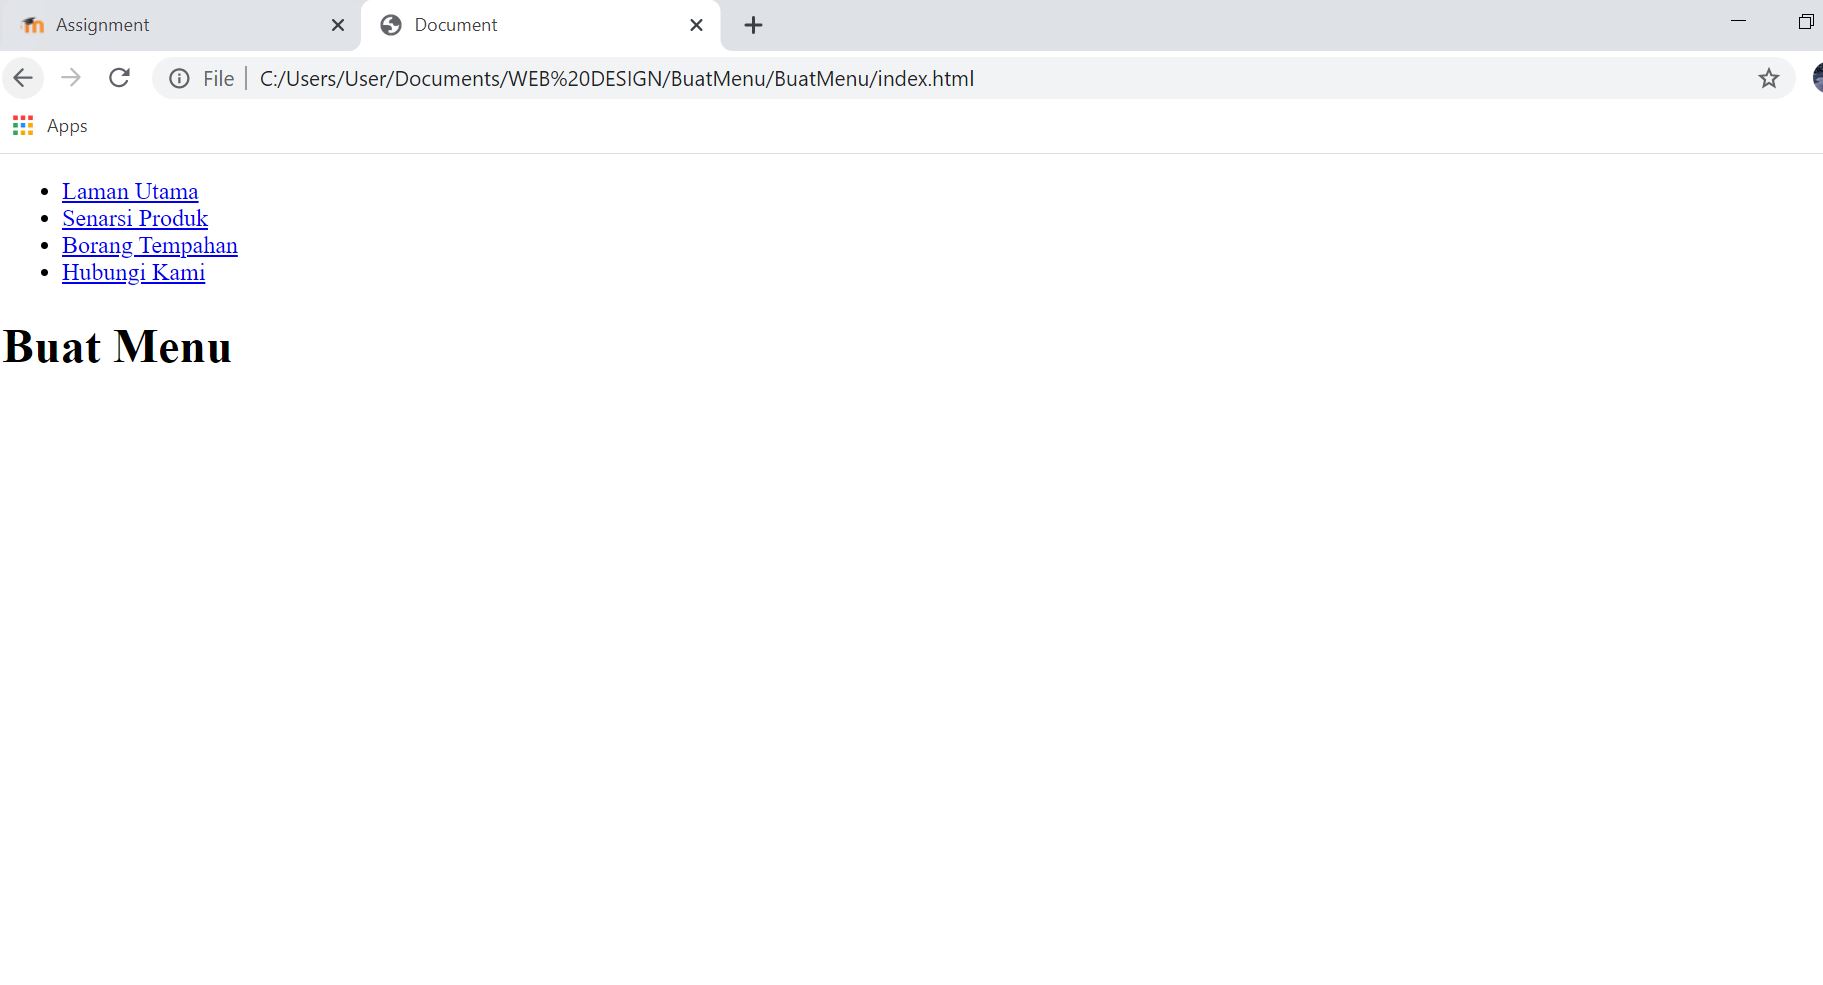 Assignment
Document
File
C:/Users/User/Documents/WEB%20DESIGN/BuatMenu/BuatMenu/index.html
Apps
Laman Utama
Senarsi Produk
Borang Tempahan
Hubungi Kami
Buat Menu